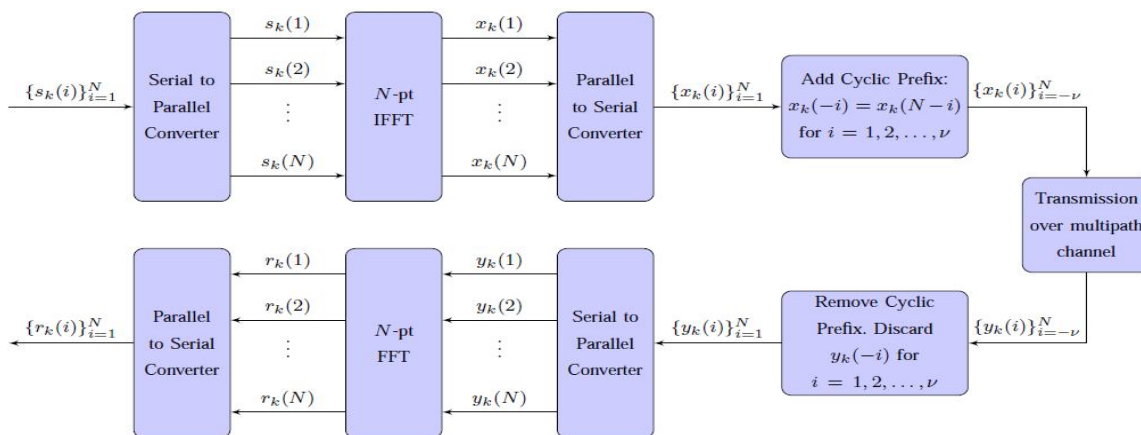 {s_k(i)}_{i=1}^N
Serial to
Parallel
Converter
s_k(1)
s_k(2)
⋮
s_k(N)
N-pt
IFFT
x_k(1)
x_k(2)
⋮
x_k(N)
Parallel
to Serial
Converter
{x_k(i)}_{i=1}^N
Add Cyclic Prefix:
x_k(−i) = x_k(N−i)
for i = 1, 2, . . . , ν
{x_k(i)}_{i=−ν}^N
Transmission
over multipath
channel
{y_k(i)}_{i=−ν}^N
Remove Cyclic
Prefix. Discard
y_k(−i) for
i = 1, 2, . . . , ν
{y_k(i)}_{i=1}^N
Serial to
Parallel
Converter
y_k(1)
y_k(2)
⋮
y_k(N)
N-pt
FFT
r_k(1)
r_k(2)
⋮
r_k(N)
Parallel
to Serial
Converter
{r_k(i)}_{i=1}^N